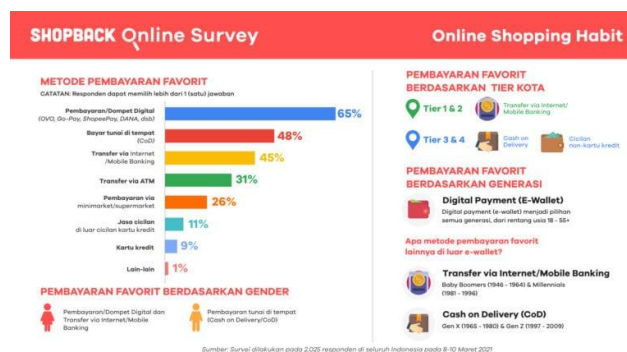 SHOPBACK Online Survey
Online Shopping Habit
METODE PEMBAYARAN FAVORIT
CATATAN: Responden dapat memilih lebih dari 1 (satu) jawaban
Pembayaran/Dompet Digital
(OVO, Go-Pay, ShopeePay, DANA, dsb)
65%
Bayar tunai di tempat
(CoD)
48%
Transfer via Internet
/Mobile Banking
45%
Transfer via ATM
31%
Pembayaran via
minimarket/supermarket
26%
Jasa cicilan
di luar cicilan kartu kredit
11%
Kartu kredit
9%
Lain-lain
1%
PEMBAYARAN FAVORIT BERDASARKAN GENDER
Pembayaran/Dompet Digital dan
Transfer via Internet/Mobile
Banking
Pembayaran tunai di tempat
(Cash on Delivery/CoD)
PEMBAYARAN FAVORIT
BERDASARKAN TIER KOTA
Tier 1 & 2
Transfer via Internet/
Mobile Banking
Tier 3 & 4
Cash on
Delivery
Cicilan
non-kartu kredit
PEMBAYARAN FAVORIT
BERDASARKAN GENERASI
Digital Payment (E-Wallet)
Digital payment (e-wallet) menjadi pilihan
semua generasi, dari rentang usia 18 - 55+
Apa metode pembayaran favorit
lainnya di luar e-wallet?
Transfer via Internet/Mobile Banking
Baby Boomers (1946 - 1964) & Millennials
(1981 - 1996)
Cash on Delivery (CoD)
Gen X (1965 - 1980) & Gen Z (1997 - 2009)
Sumber: Survei dilakukan pada 2,025 responden di seluruh Indonesia pada 8-10 Maret 2021